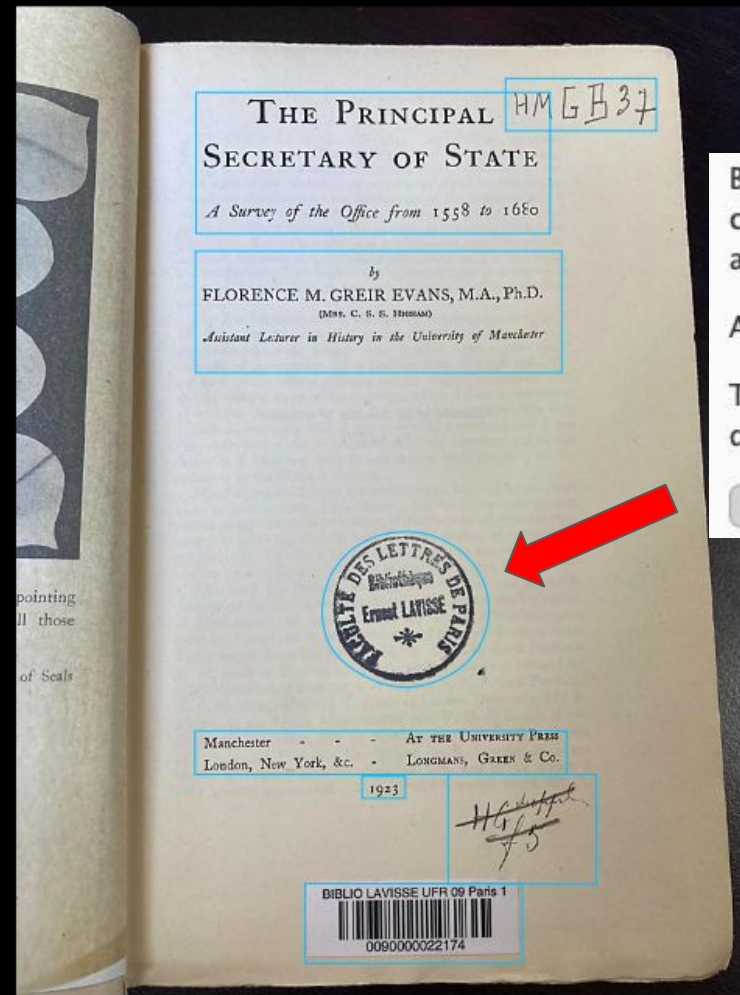 THE PRINCIPAL
SECRETARY OF STATE
HMGB37
A Survey of the Office from 1558 to 1680
by
FLORENCE M. GREIR EVANS, M.A., Ph.D.
(MRS. C. S. S. HIGHAM)
Assistant Lecturer in History in the University of Manchester
pointing
ll those
of Seals
FACULTÉ DES LETTRES DE PARIS
Bibliothèque
Ernest LAVISSE
Manchester - - - AT THE UNIVERSITY PRESS
London, New York, &c. - LONGMANS, GREEN & Co.
1923
BIBLIO LAVISSE UFR 09 Paris 1
0090000022174